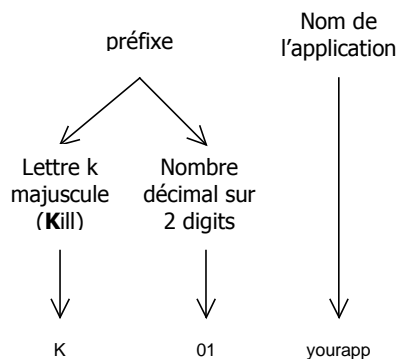 préfixe
Nom de
l'application
Lettre k
majuscule
(Kill)
Nombre
décimal sur
2 digits
K
01
yourapp